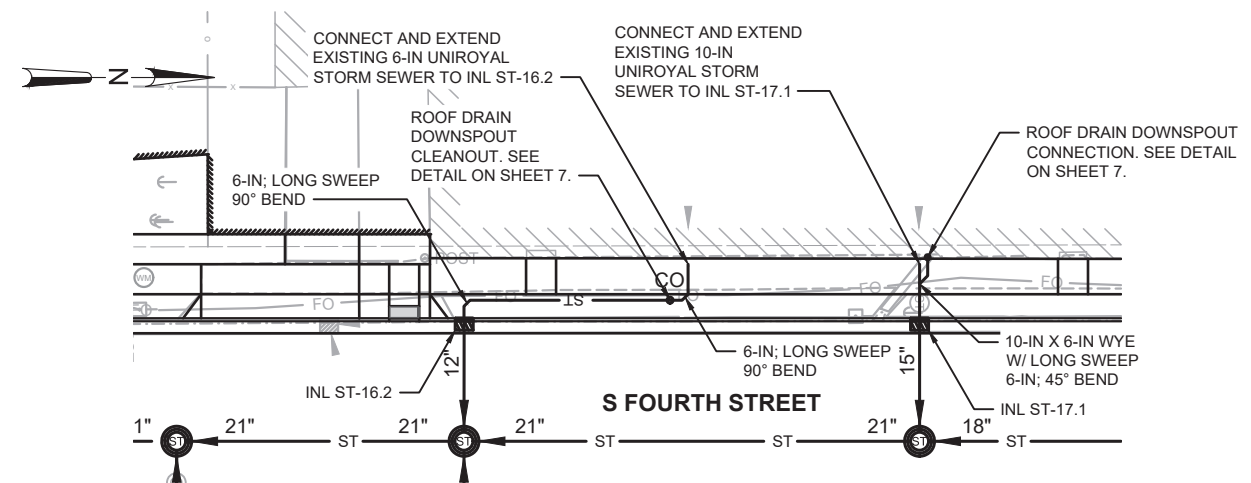 CONNECT AND EXTEND
EXISTING 6-IN UNIROYAL
STORM SEWER TO INL ST-16.2
CONNECT AND EXTEND
EXISTING 10-IN
UNIROYAL STORM
SEWER TO INL ST-17.1
N
ROOF DRAIN
DOWNSPOUT
CLEANOUT. SEE
DETAIL ON SHEET 7.
ROOF DRAIN DOWNSPOUT
CONNECTION. SEE DETAIL
ON SHEET 7.
6-IN; LONG SWEEP
90° BEND
POST
WM
CO
FO
FO
FO
FO
ST
12"
15"
6-IN; LONG SWEEP
90° BEND
10-IN X 6-IN WYE
W/ LONG SWEEP
6-IN; 45° BEND
INL ST-16.2
INL ST-17.1
S FOURTH STREET
1"
21"
21"
21"
21"
18"
ST
ST
ST
ST
ST
ST
ST
ST